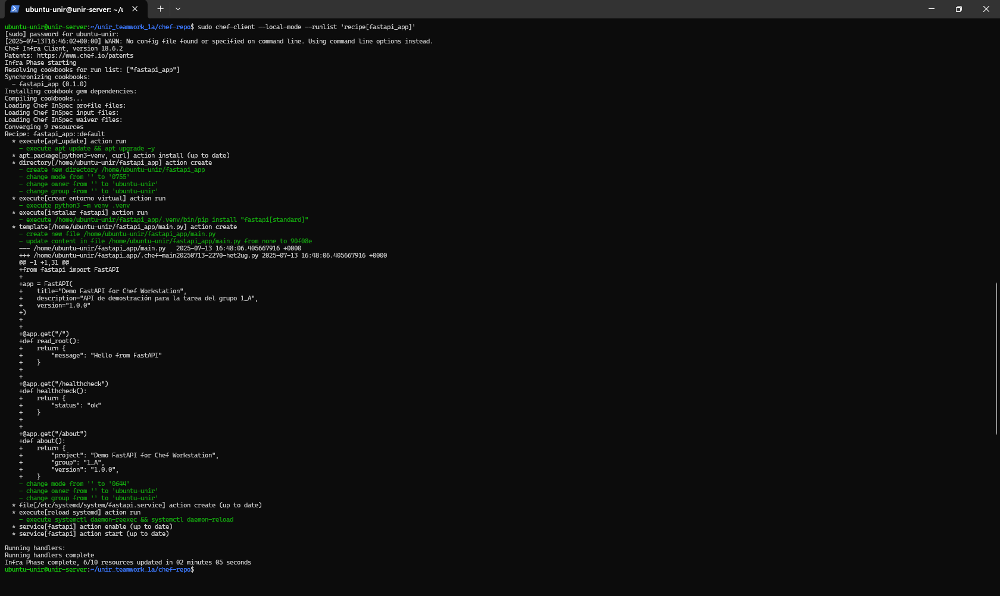 ubuntu-unir@unir-server: ~/u
ubuntu-unir@unir-server:~/unir_teamwork_1a/chef-repo$ sudo chef-client --local-mode --runlist 'recipe[fastapi_app]'
[sudo] password for ubuntu-unir:
[2025-07-13T16:46:02+00:00] WARN: No config file found or specified on command line. Using command line options instead.
Chef Infra Client, version 18.6.2
Patents: https://www.chef.io/patents
Infra Phase starting
Resolving cookbooks for run list: ["fastapi_app"]
Synchronizing cookbooks:
  - fastapi_app (0.1.0)
Installing cookbook gem dependencies:
Compiling cookbooks...
Loading Chef InSpec profile files:
Loading Chef InSpec input files:
Loading Chef InSpec waiver files:
Converging 9 resources
Recipe: fastapi_app::default
  * execute[apt_update] action run
    - execute apt update && apt upgrade -y
  * apt_package[python3-venv, curl] action install (up to date)
  * directory[/home/ubuntu-unir/fastapi_app] action create
    - create new directory /home/ubuntu-unir/fastapi_app
    - change mode from '' to '0755'
    - change owner from '' to 'ubuntu-unir'
    - change group from '' to 'ubuntu-unir'
  * execute[crear entorno virtual] action run
    - execute python3 -m venv .venv
  * execute[instalar fastapi] action run
    - execute /home/ubuntu-unir/fastapi_app/.venv/bin/pip install "fastapi[standard]"
  * template[/home/ubuntu-unir/fastapi_app/main.py] action create
    - create new file /home/ubuntu-unir/fastapi_app/main.py
    - update content in file /home/ubuntu-unir/fastapi_app/main.py from none to 90f08e
    --- /home/ubuntu-unir/fastapi_app/main.py   2025-07-13 16:48:06.405667916 +0000
    +++ /home/ubuntu-unir/fastapi_app/.chef-main20250713-2270-het2ug.py 2025-07-13 16:48:06.405667916 +0000
    @@ -1 +1,31 @@
    +from fastapi import FastAPI
    +
    +app = FastAPI(
    +    title="Demo FastAPI for Chef Workstation",
    +    description="API de demostración para la tarea del grupo 1_A",
    +    version="1.0.0"
    +)
    +
    +
    +@app.get("/")
    +def read_root():
    +    return {
    +        "message": "Hello from FastAPI"
    +    }
    +
    +
    +@app.get("/healthcheck")
    +def healthcheck():
    +    return {
    +        "status": "ok"
    +    }
    +
    +
    +@app.get("/about")
    +def about():
    +    return {
    +        "project": "Demo FastAPI for Chef Workstation",
    +        "group": "1_A",
    +        "version": "1.0.0",
    +    }
    - change mode from '' to '0644'
    - change owner from '' to 'ubuntu-unir'
    - change group from '' to 'ubuntu-unir'
  * file[/etc/systemd/system/fastapi.service] action create (up to date)
  * execute[reload systemd] action run
    - execute systemctl daemon-reexec && systemctl daemon-reload
  * service[fastapi] action enable (up to date)
  * service[fastapi] action start (up to date)

Running handlers:
Running handlers complete
Infra Phase complete, 6/10 resources updated in 02 minutes 05 seconds
ubuntu-unir@unir-server:~/unir_teamwork_1a/chef-repo$